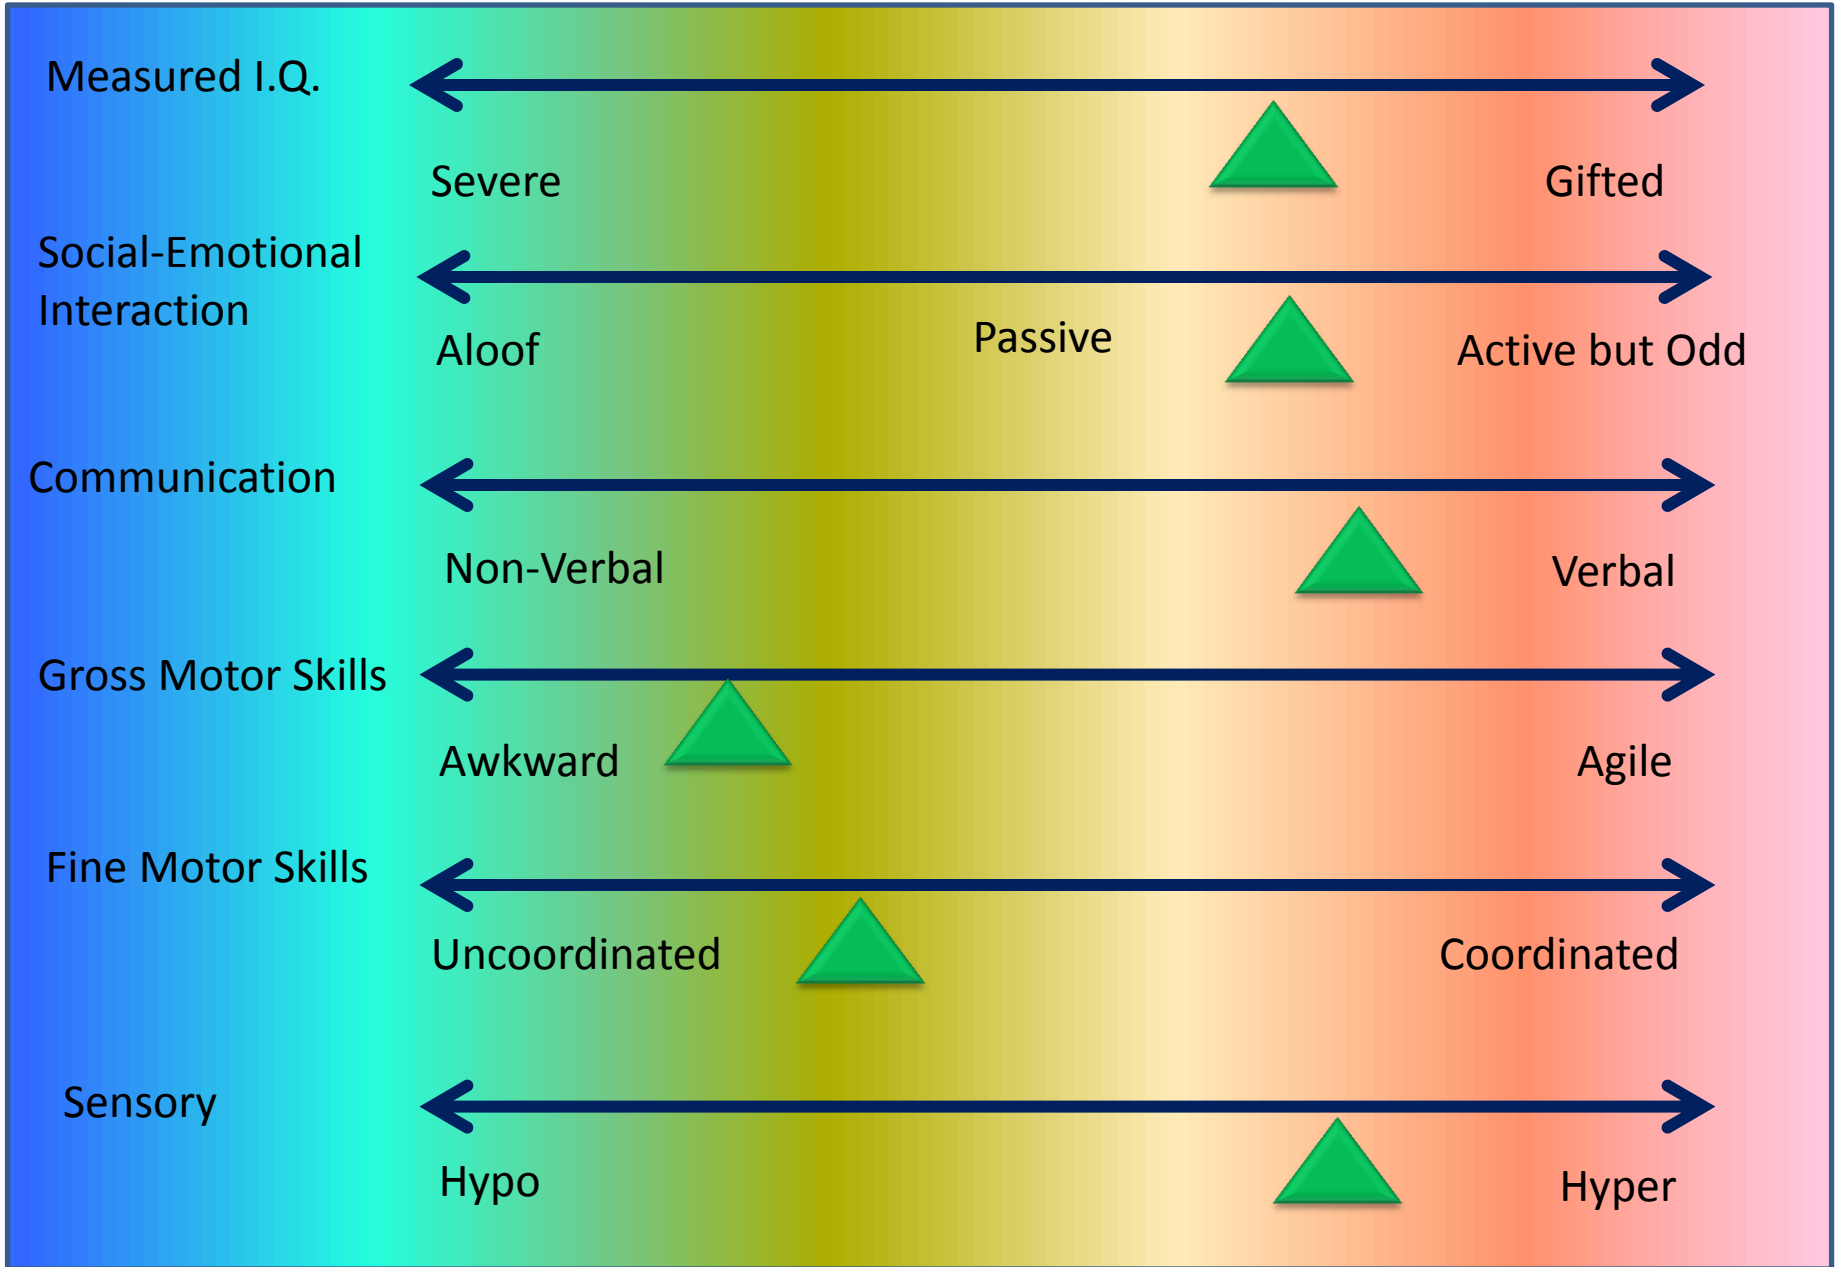 Measured I.Q.
Severe
Gifted
Social-Emotional
Interaction
Aloof
Passive
Active but Odd
Communication
Non-Verbal
Verbal
Gross Motor Skills
Awkward
Agile
Fine Motor Skills
Uncoordinated
Coordinated
Sensory
Hypo
Hyper